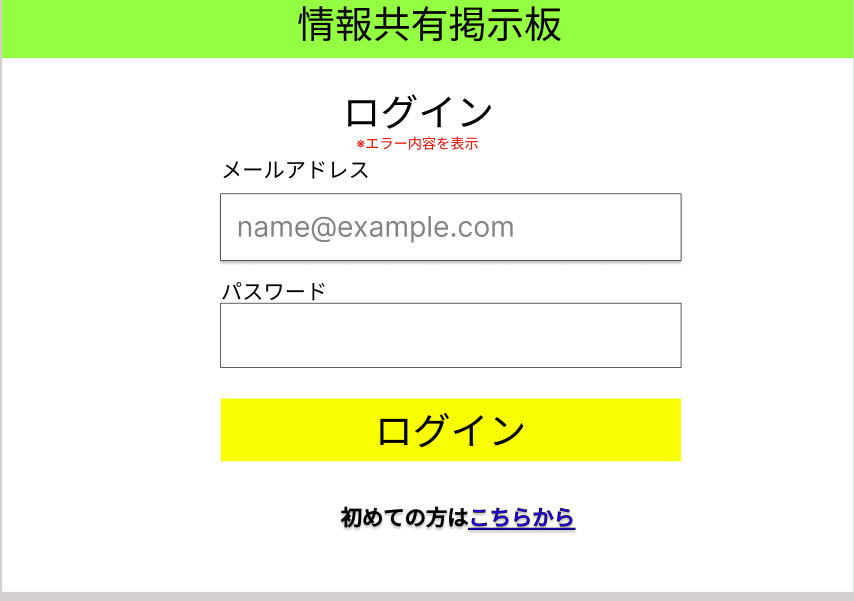 情報共有掲示板
ログイン
※エラー内容を表示
メールアドレス
name@example.com
パスワード
ログイン
初めての方はこちらから